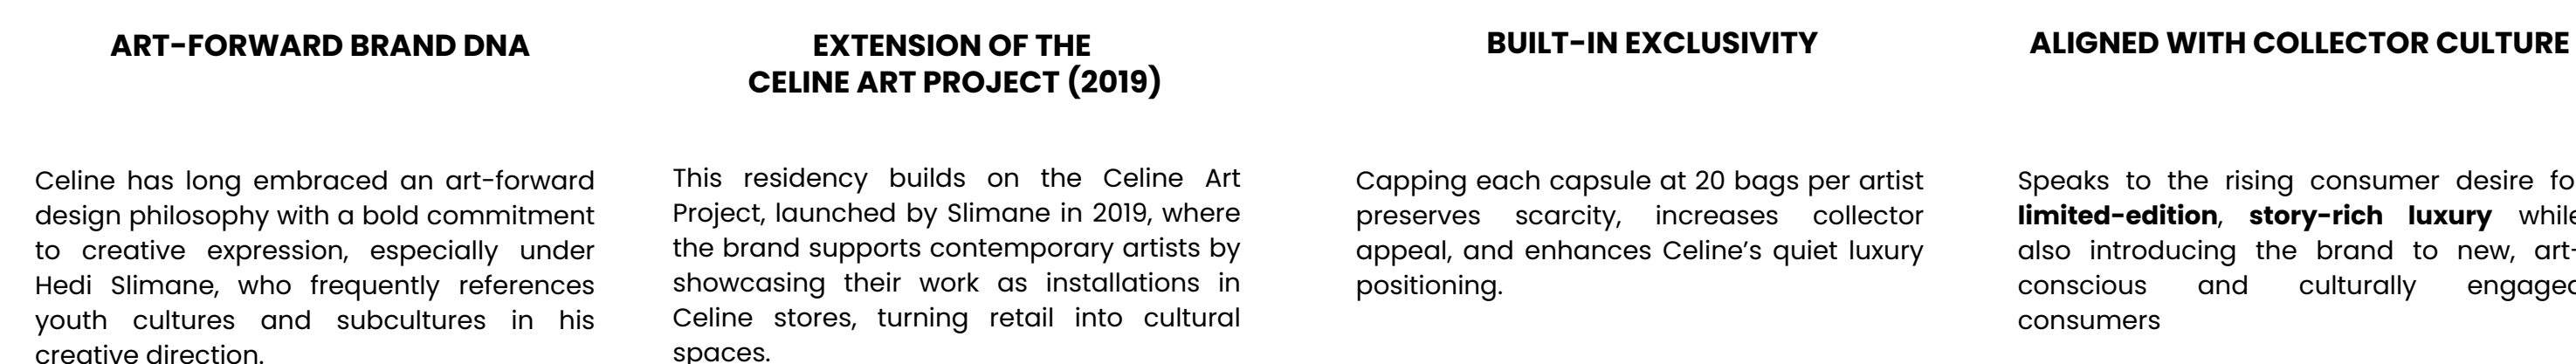 ART-FORWARD BRAND DNA
Celine has long embraced an art-forward
design philosophy with a bold commitment
to creative expression, especially under
Hedi Slimane, who frequently references
youth cultures and subcultures in his
creative direction.
EXTENSION OF THE
CELINE ART PROJECT (2019)
This residency builds on the Celine Art
Project, launched by Slimane in 2019, where
the brand supports contemporary artists by
showcasing their work as installations in
Celine stores, turning retail into cultural
spaces.
BUILT-IN EXCLUSIVITY
Capping each capsule at 20 bags per artist
preserves scarcity, increases collector
appeal, and enhances Celine’s quiet luxury
positioning.
ALIGNED WITH COLLECTOR CULTURE
Speaks to the rising consumer desire fo
limited-edition, story-rich luxury while
also introducing the brand to new, art-
conscious and culturally engaged
consumers